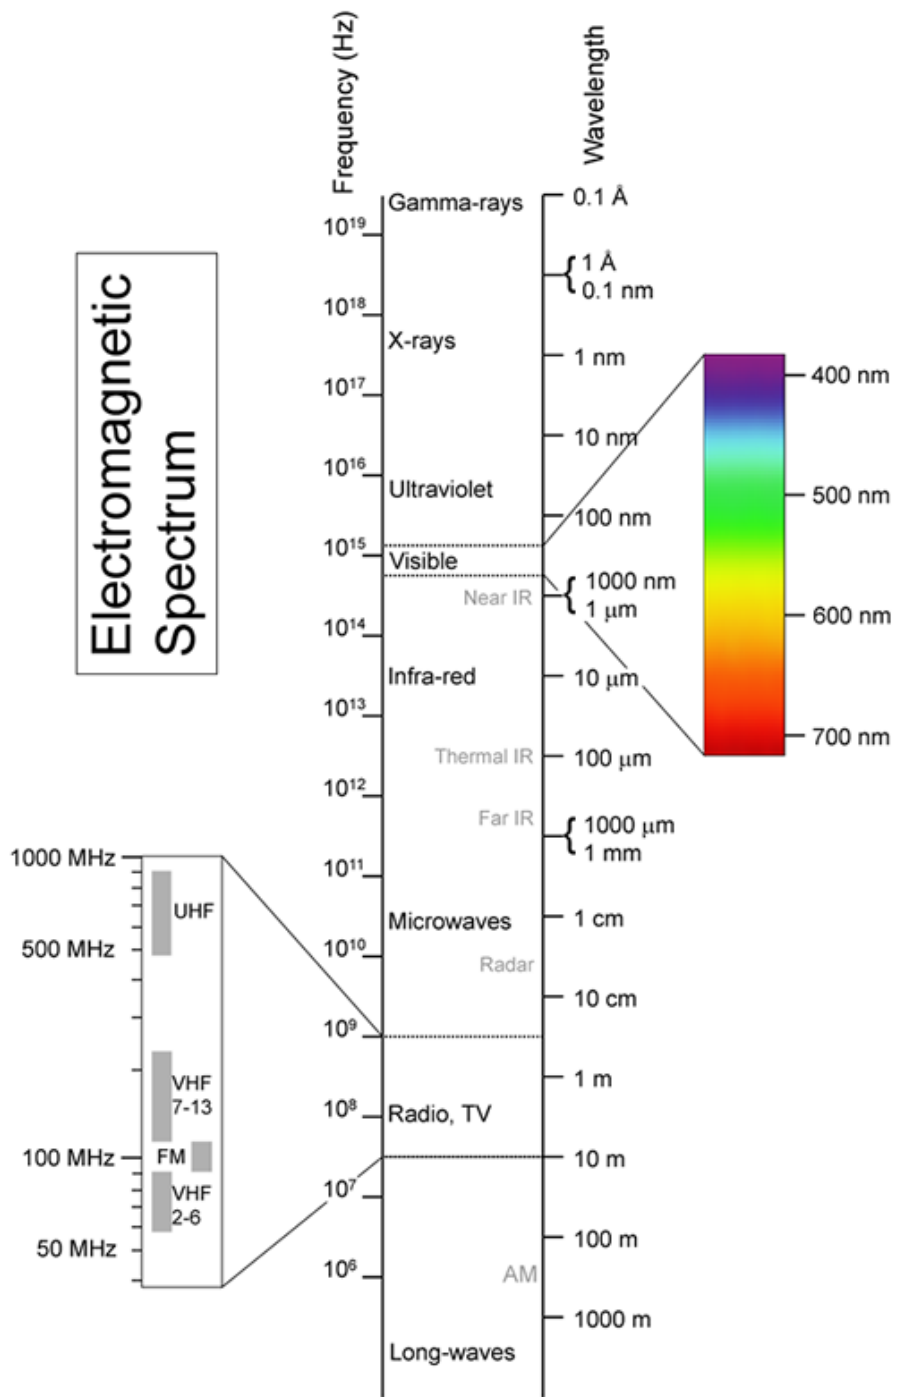 Electromagnetic
Spectrum
Frequency (Hz)
Wavelength
Gamma-rays
X-rays
Ultraviolet
Visible
Near IR
Infra-red
Thermal IR
Far IR
Microwaves
Radar
Radio, TV
AM
Long-waves
10¹⁹
10¹⁸
10¹⁷
10¹⁶
10¹⁵
10¹⁴
10¹³
10¹²
10¹¹
10¹⁰
10⁹
10⁸
10⁷
10⁶
0.1 Å
1 Å
0.1 nm
1 nm
10 nm
100 nm
1000 nm
1 μm
10 μm
100 μm
1000 μm
1 mm
1 cm
10 cm
1 m
10 m
100 m
1000 m
400 nm
500 nm
600 nm
700 nm
1000 MHz
500 MHz
100 MHz
50 MHz
UHF
VHF
7-13
FM
VHF
2-6